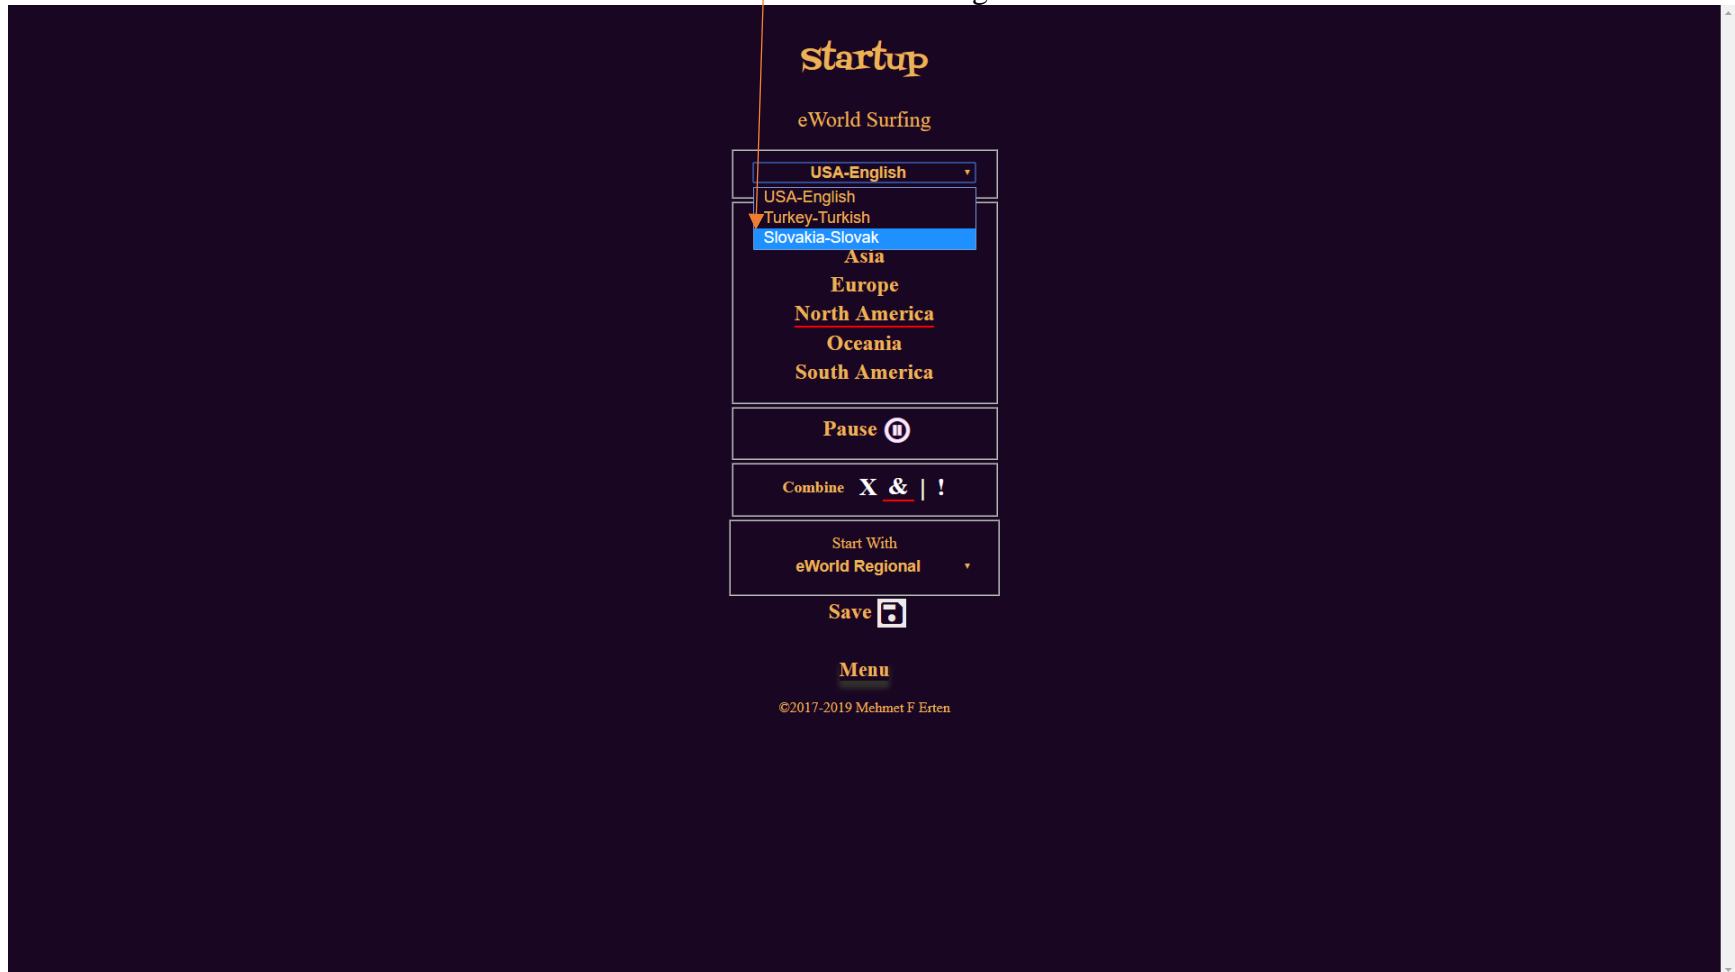 startup
eWorld Surfing
USA-English
USA-English
Turkey-Turkish
Slovakia-Slovak
Asia
Europe
North America
Oceania
South America
Pause
Combine X & | !
Start With
eWorld Regional
Save
Menu
©2017-2019 Mehmet F Erten